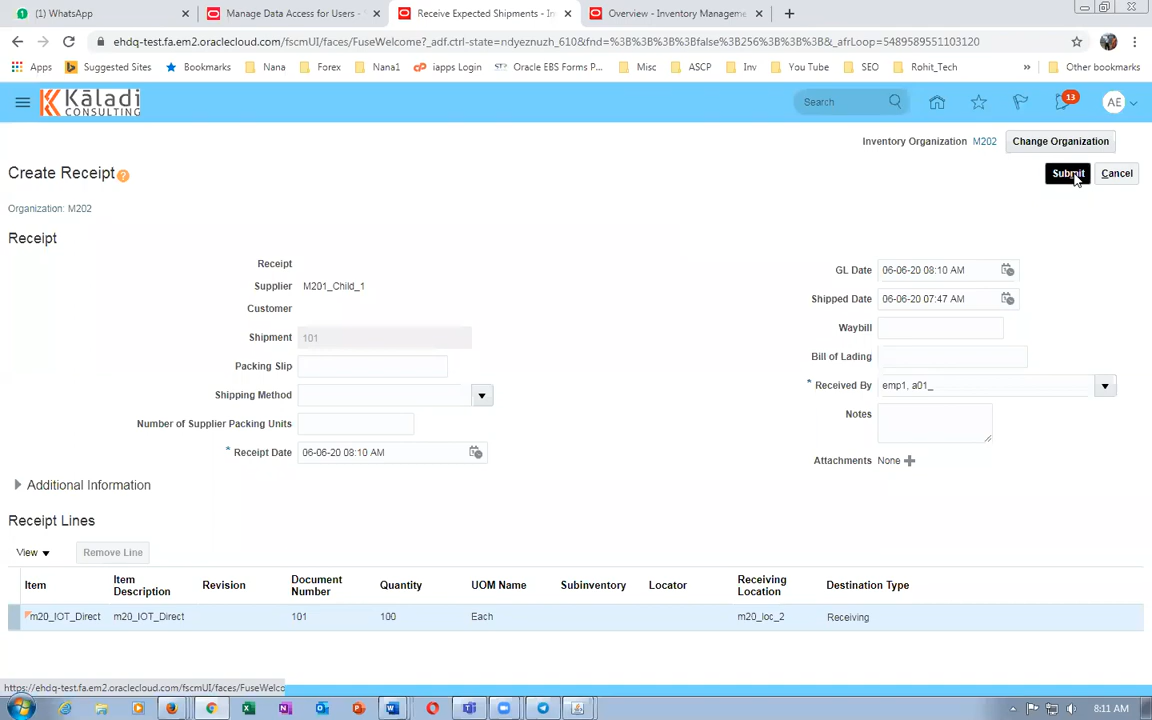 (1) WhatsApp
Manage Data Access for Users -
Receive Expected Shipments - In
Overview - Inventory Manageme
ehdq-test.fa.em2.oraclecloud.com/fscmUI/faces/FuseWelcome?_adf.ctrl-state=ndyeznuzh_610&fnd=%3B%3B%3B%3Bfalse%3B256%3B%3B%3B&_afrLoop=5489589551103120
Apps Suggested Sites Bookmarks Nana Forex Nana1 iapps Login Oracle EBS Forms P... Misc ASCP Inv You Tube SEO Rohit_Tech » Other bookmarks
Kāladi
CONSULTING
Search
13
AE
Inventory Organization M202 Change Organization
Create Receipt ?
Submit Cancel
Organization: M202
Receipt
Receipt
Supplier M201_Child_1
Customer
Shipment 101
Packing Slip
Shipping Method
Number of Supplier Packing Units
* Receipt Date 06-06-20 08:10 AM
GL Date 06-06-20 08:10 AM
Shipped Date 06-06-20 07:47 AM
Waybill
Bill of Lading
* Received By emp1, a01_
Notes
Attachments None
Additional Information
Receipt Lines
View Remove Line
Item Item Description Revision Document Number Quantity UOM Name Subinventory Locator Receiving Location Destination Type
m20_IOT_Direct m20_IOT_Direct 101 100 Each m20_loc_2 Receiving
https://ehdq-test.fa.em2.oraclecloud.com/fscmUI/faces/FuseWelco
8:11 AM